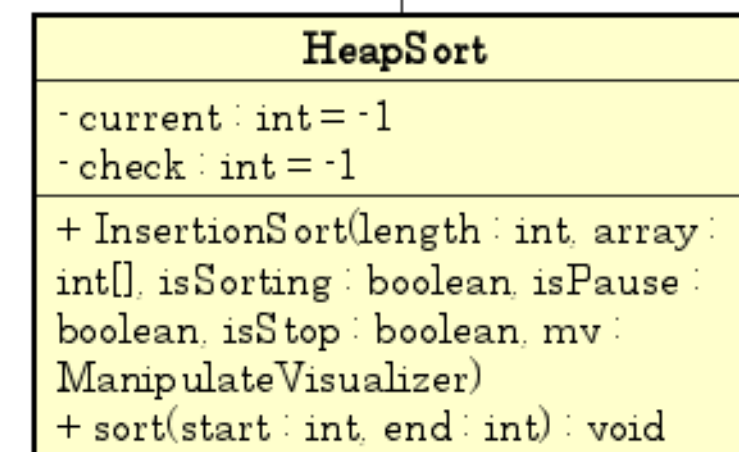 HeapSort
- current : int = -1
- check : int = -1
+ InsertionSort(length : int, array :
int[], isSorting : boolean, isPause :
boolean, isStop : boolean, mv :
ManipulateVisualizer)
+ sort(start : int, end : int) : void